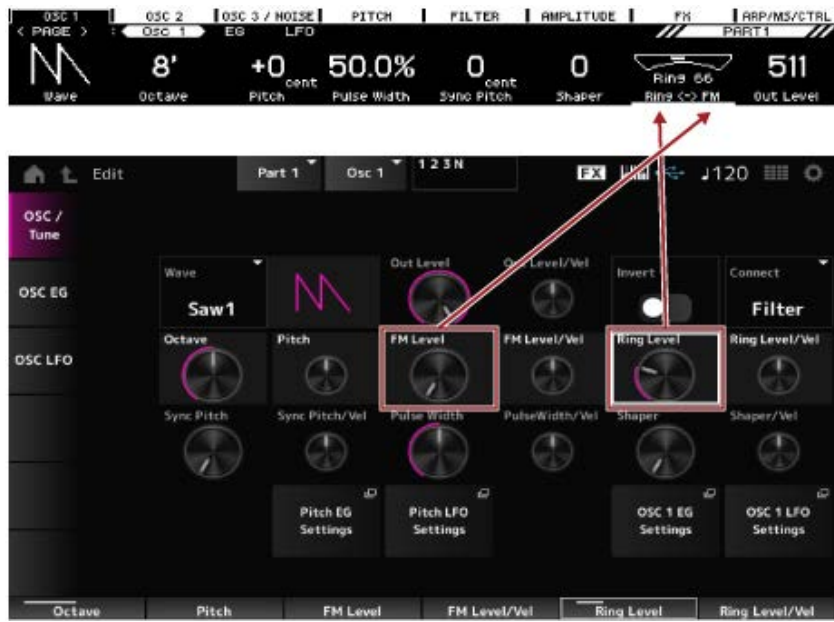 OSC 1 OSC 2 OSC 3 / NOISE PITCH FILTER AMPLITUDE FX ARP/MS/CTRL
< PAGE > : Osc 1 EG LFO PART1
8' +0 cent 50.0% 0 cent 0 Ring 66 511
Wave Octave Pitch Pulse Width Sync Pitch Shaper Ring <-> FM Out Level
Edit Part 1 Osc 1 1 2 3 N FX ♩120
OSC / Tune
OSC EG
OSC LFO
Wave Out Level Out Level/Vel Invert Connect
Saw1 Filter
Octave Pitch FM Level FM Level/Vel Ring Level Ring Level/Vel
Sync Pitch Sync Pitch/Vel Pulse Width PulseWidth/Vel Shaper Shaper/Vel
Pitch EG Pitch LFO OSC 1 EG OSC 1 LFO
Settings Settings Settings Settings
Octave Pitch FM Level FM Level/Vel Ring Level Ring Level/Vel